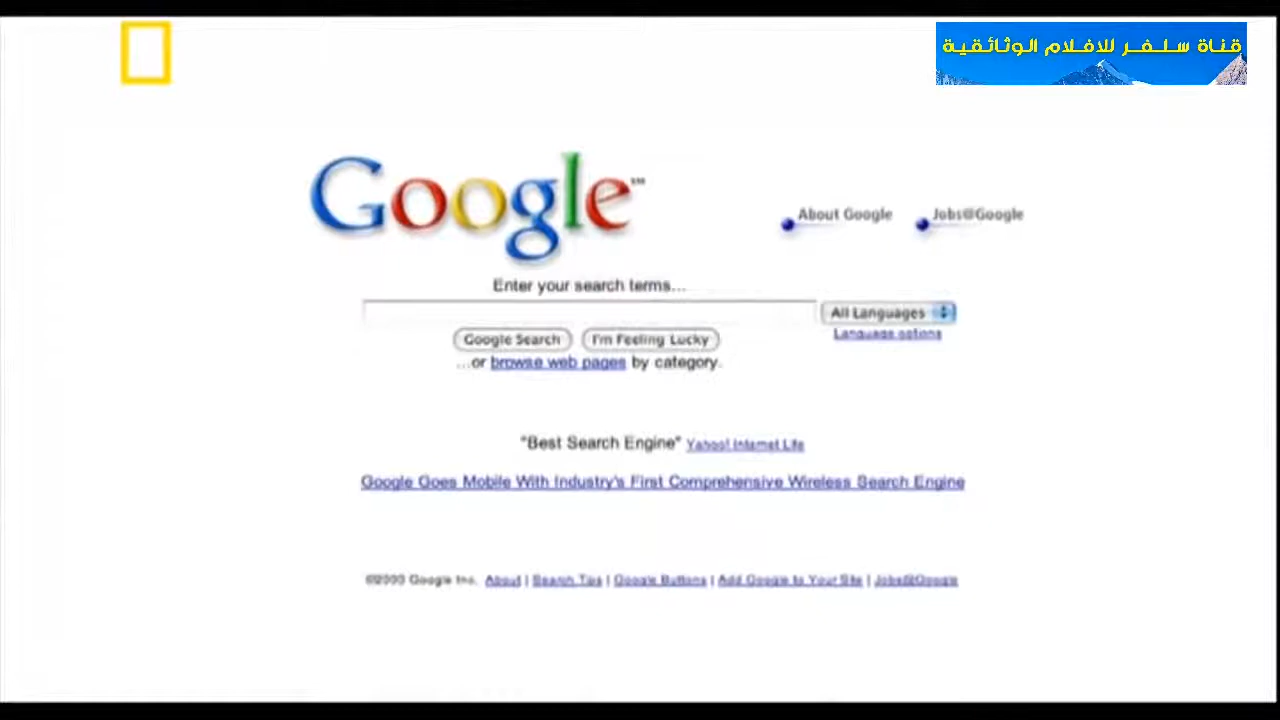 قناة سلفر للافلام الوثائقية
Google
About Google
Jobs@Google
Enter your search terms...
All Languages
Language options
Google Search
I'm Feeling Lucky
...or browse web pages by category.
"Best Search Engine" Yahoo! Internet Life
Google Goes Mobile With Industry's First Comprehensive Wireless Search Engine
Google Inc. About | Search Tips | Google Buttons | Add Google to Your Site | Jobs@Google